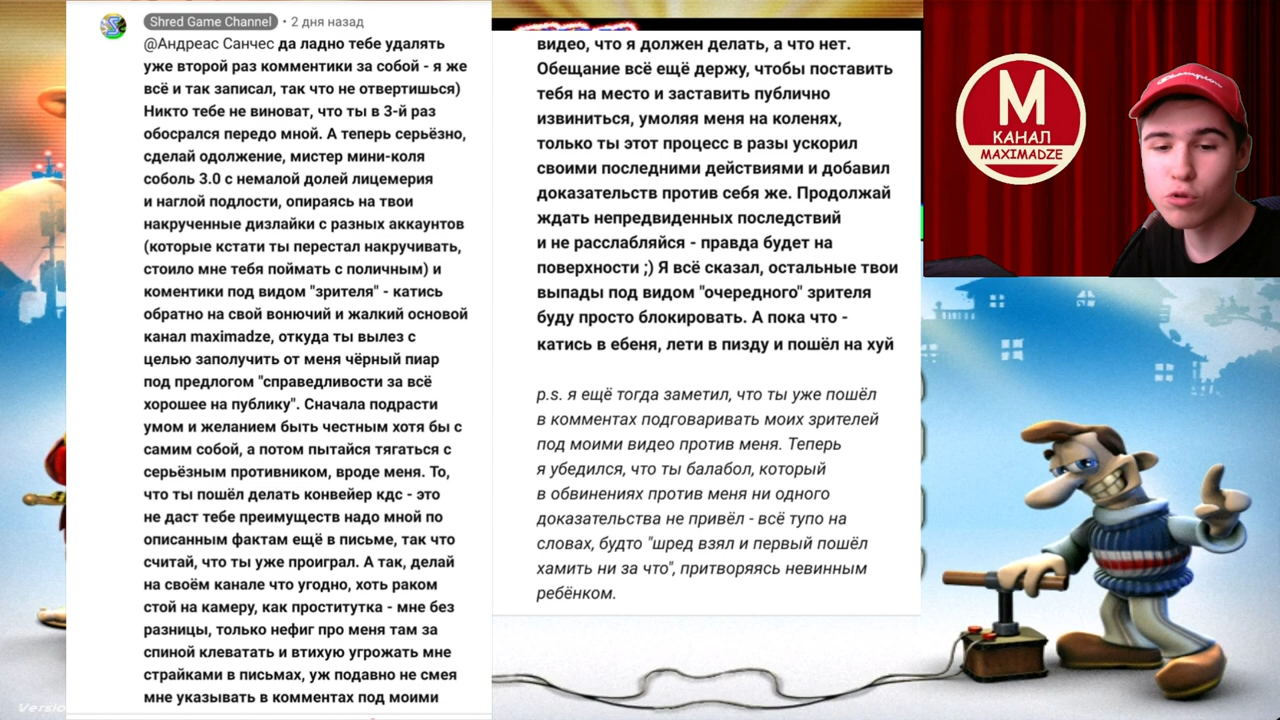 Shred Game Channel • 2 дня назад
@Андреас Санчес да ладно тебе удалять
уже второй раз комментики за собой - я же
всё и так записал, так что не отвертишься)
Никто тебе не виноват, что ты в 3-й раз
обосрался передо мной. А теперь серьёзно,
сделай одолжение, мистер мини-коля
соболь 3.0 с немалой долей лицемерия
и наглой подлости, опираясь на твои
накрученные дизлайки с разных аккаунтов
(которые кстати ты перестал накручивать,
стоило мне тебя поймать с поличным) и
коментики под видом "зрителя" - катись
обратно на свой вонючий и жалкий основой
канал maximadze, откуда ты вылез с
целью заполучить от меня чёрный пиар
под предлогом "справедливости за всё
хорошее на публику". Сначала подрасти
умом и желанием быть честным хотя бы с
самим собой, а потом пытайся тягаться с
серьёзным противником, вроде меня. То,
что ты пошёл делать конвейер кдс - это
не даст тебе преимуществ надо мной по
описанным фактам ещё в письме, так что
считай, что ты уже проиграл. А так, делай
на своём канале что угодно, хоть раком
стой на камеру, как проститутка - мне без
разницы, только нефиг про меня там за
спиной клеветать и втихую угрожать мне
страйками в письмах, уж подавно не смея
мне указывать в комментах под моими
видео, что я должен делать, а что нет.
Обещание всё ещё держу, чтобы поставить
тебя на место и заставить публично
извиниться, умоляя меня на коленях,
только ты этот процесс в разы ускорил
своими последними действиями и добавил
доказательств против себя же. Продолжай
ждать непредвиденных последствий
и не расслабляйся - правда будет на
поверхности ;) Я всё сказал, остальные твои
выпады под видом "очередного" зрителя
буду просто блокировать. А пока что -
катись в ебеня, лети в пизду и пошёл на хуй
p.s. я ещё тогда заметил, что ты уже пошёл
в комментах подговаривать моих зрителей
под моими видео против меня. Теперь
я убедился, что ты балабол, который
в обвинениях против меня ни одного
доказательства не привёл - всё тупо на
словах, будто "шред взял и первый пошёл
хамить ни за что", притворяясь невинным
ребёнком.
М
КАНАЛ
MAXIMADZE
Champion
Versio